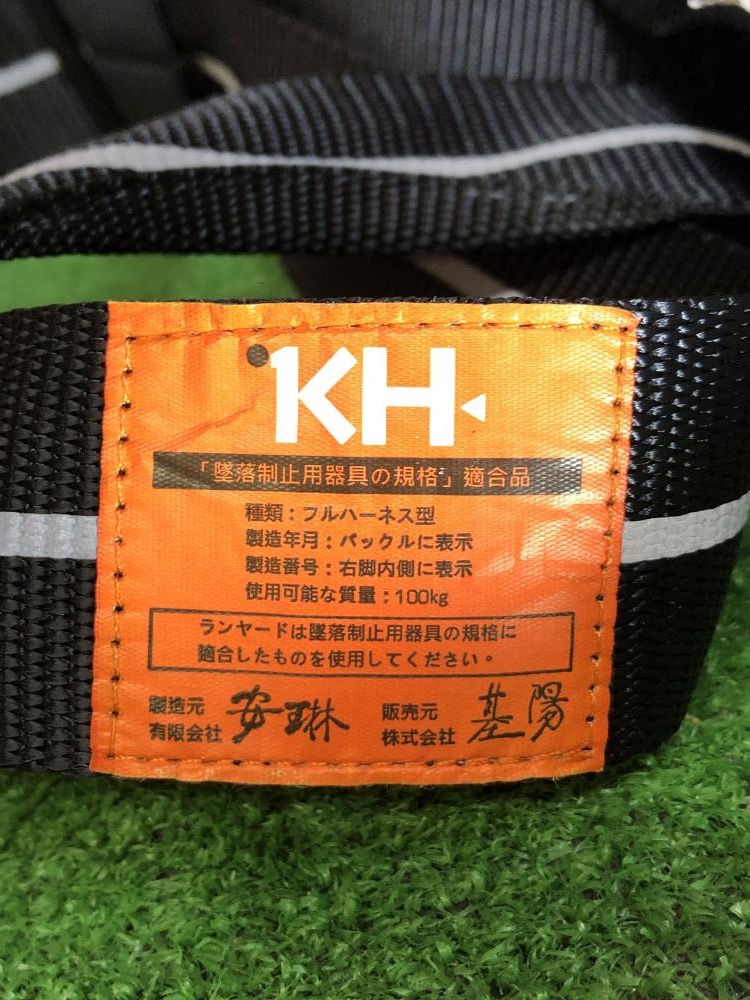 KH
「墜落制止用器具の規格」適合品
種類：フルハーネス型
製造年月：バックルに表示
製造番号：右脚内側に表示
使用可能な質量：100kg
ランヤードは墜落制止用器具の規格に
適合したものを使用してください。
製造元
有限会社 安琳
販売元
株式会社 基陽